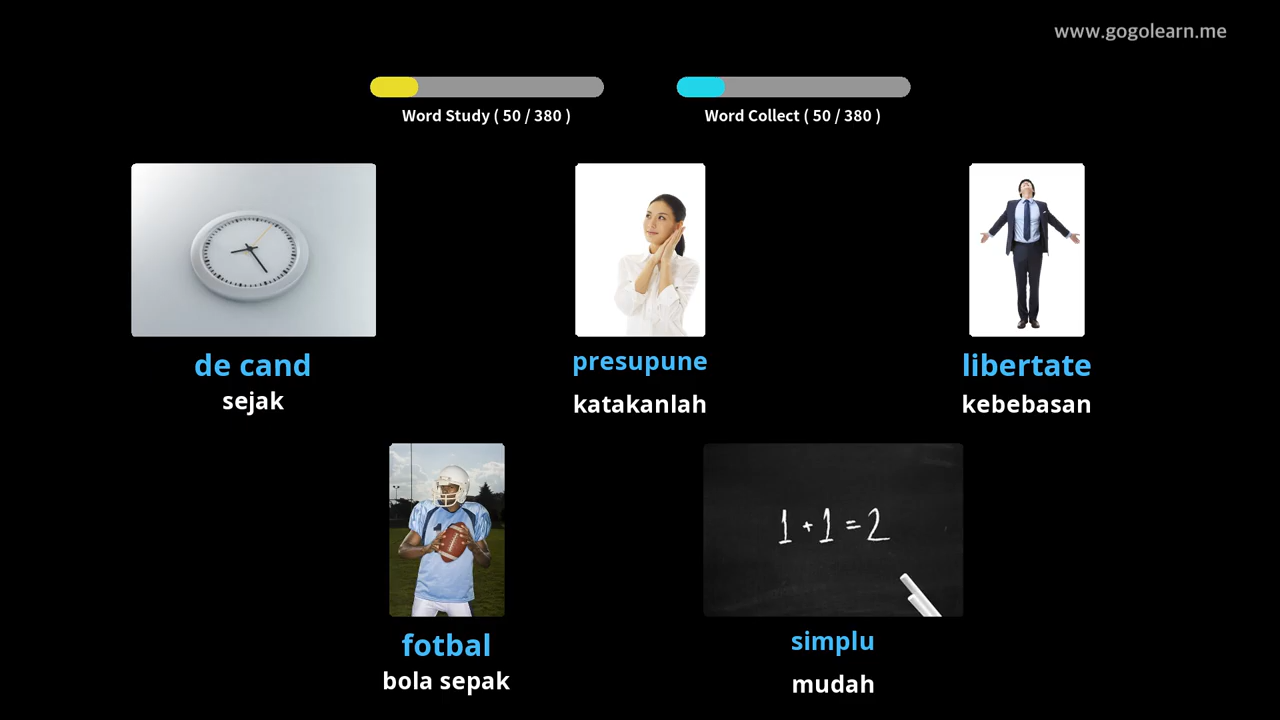 www.gogolearn.me
Word Study ( 50 / 380 )
Word Collect ( 50 / 380 )
de cand
sejak
presupune
katakanlah
libertate
kebebasan
1 + 1 = 2
fotbal
bola sepak
simplu
mudah